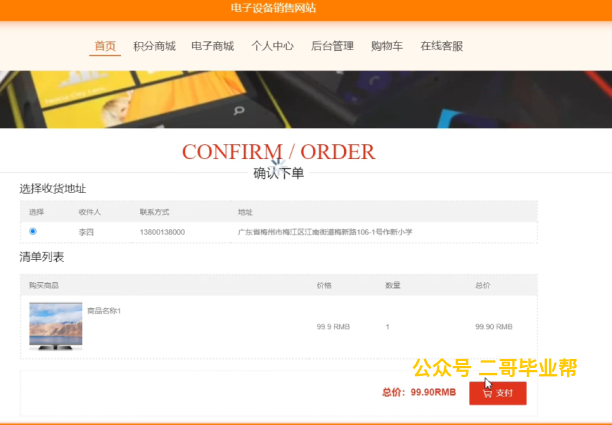 电子设备销售网站
首页 积分商城 电子商城 个人中心 后台管理 购物车 在线客服
CONFIRM / ORDER
确认下单
选择收货地址
选择 收件人 联系方式 地址
李四 13800138000 广东省梅州市梅江区江南街道梅新路106-1号作新小学
清单列表
购买商品 价格 数量 总价
商品名称1
99.9 RMB 1 99.90 RMB
公众号 二哥毕业帮
总价：99.90RMB 支付